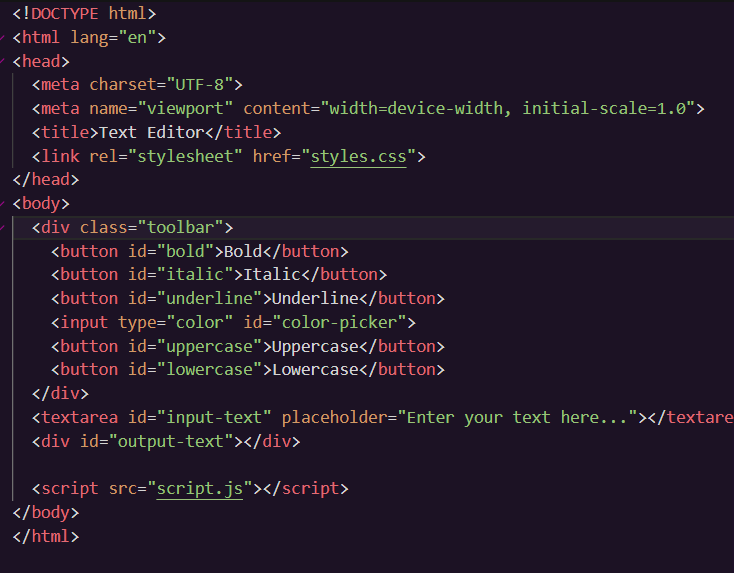 <!DOCTYPE html>
<html lang="en">
<head>
  <meta charset="UTF-8">
  <meta name="viewport" content="width=device-width, initial-scale=1.0">
  <title>Text Editor</title>
  <link rel="stylesheet" href="styles.css">
</head>
<body>
  <div class="toolbar">
    <button id="bold">Bold</button>
    <button id="italic">Italic</button>
    <button id="underline">Underline</button>
    <input type="color" id="color-picker">
    <button id="uppercase">Uppercase</button>
    <button id="lowercase">Lowercase</button>
  </div>
  <textarea id="input-text" placeholder="Enter your text here..."></textare
  <div id="output-text"></div>

  <script src="script.js"></script>
</body>
</html>